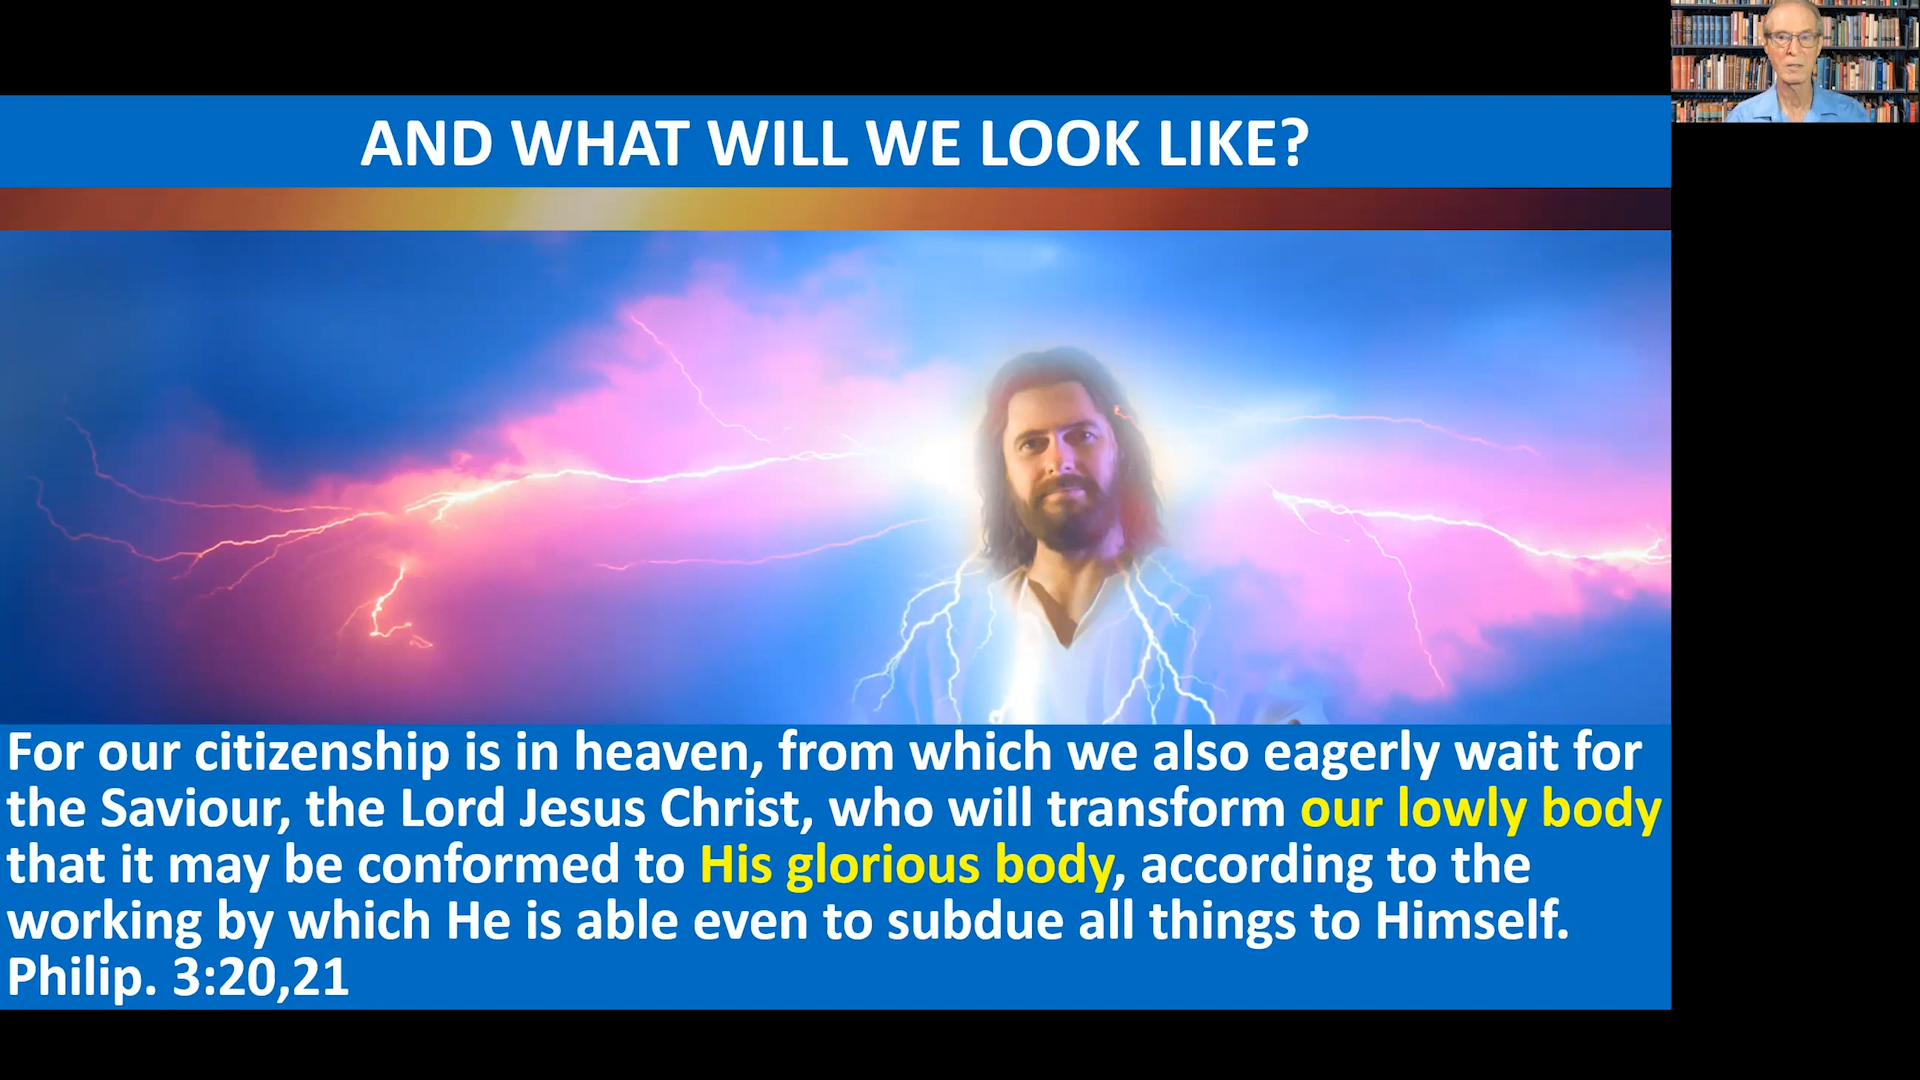 AND WHAT WILL WE LOOK LIKE?
For our citizenship is in heaven, from which we also eagerly wait for
the Saviour, the Lord Jesus Christ, who will transform our lowly body
that it may be conformed to His glorious body, according to the
working by which He is able even to subdue all things to Himself.
Philip. 3:20,21